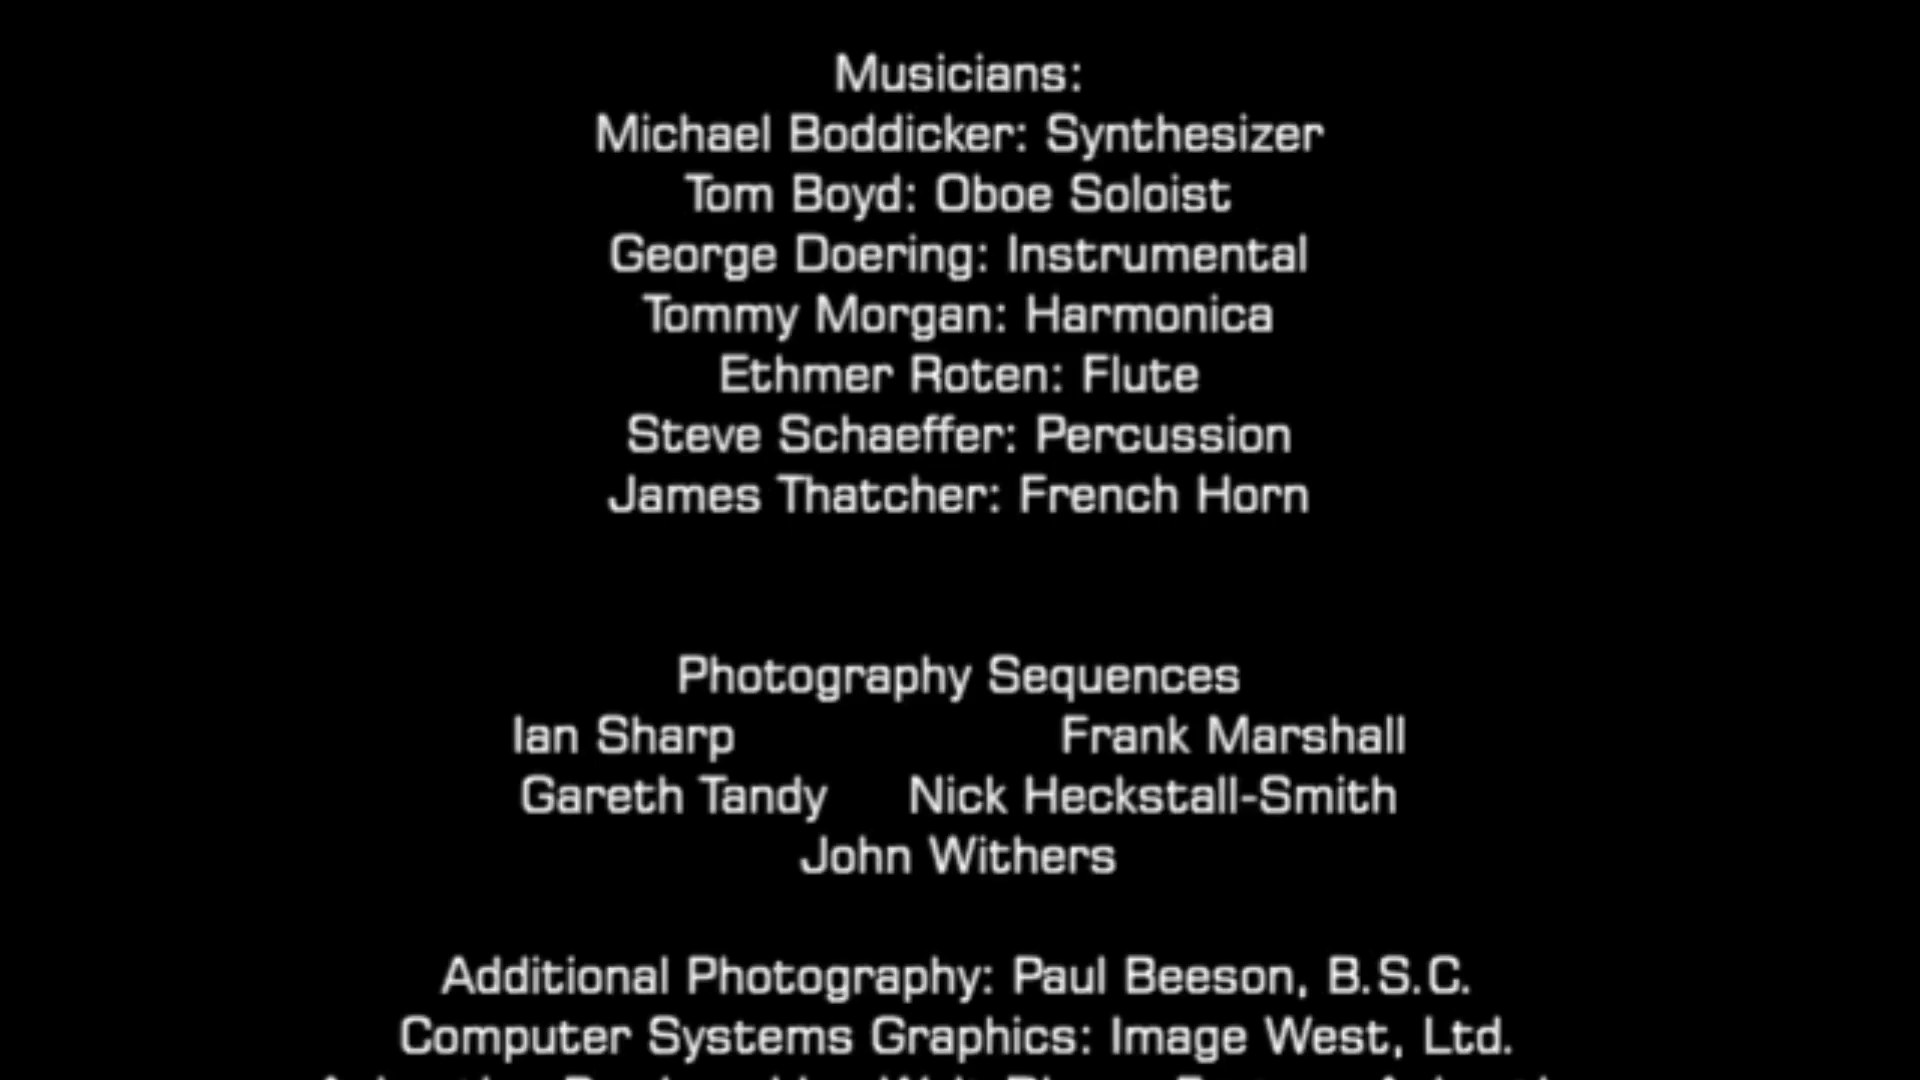 Musicians:
Michael Boddicker: Synthesizer
Tom Boyd: Oboe Soloist
George Doering: Instrumental
Tommy Morgan: Harmonica
Ethmer Roten: Flute
Steve Schaeffer: Percussion
James Thatcher: French Horn
Photography Sequences
Ian Sharp Frank Marshall
Gareth Tandy Nick Heckstall-Smith
John Withers
Additional Photography: Paul Beeson, B.S.C.
Computer Systems Graphics: Image West, Ltd.